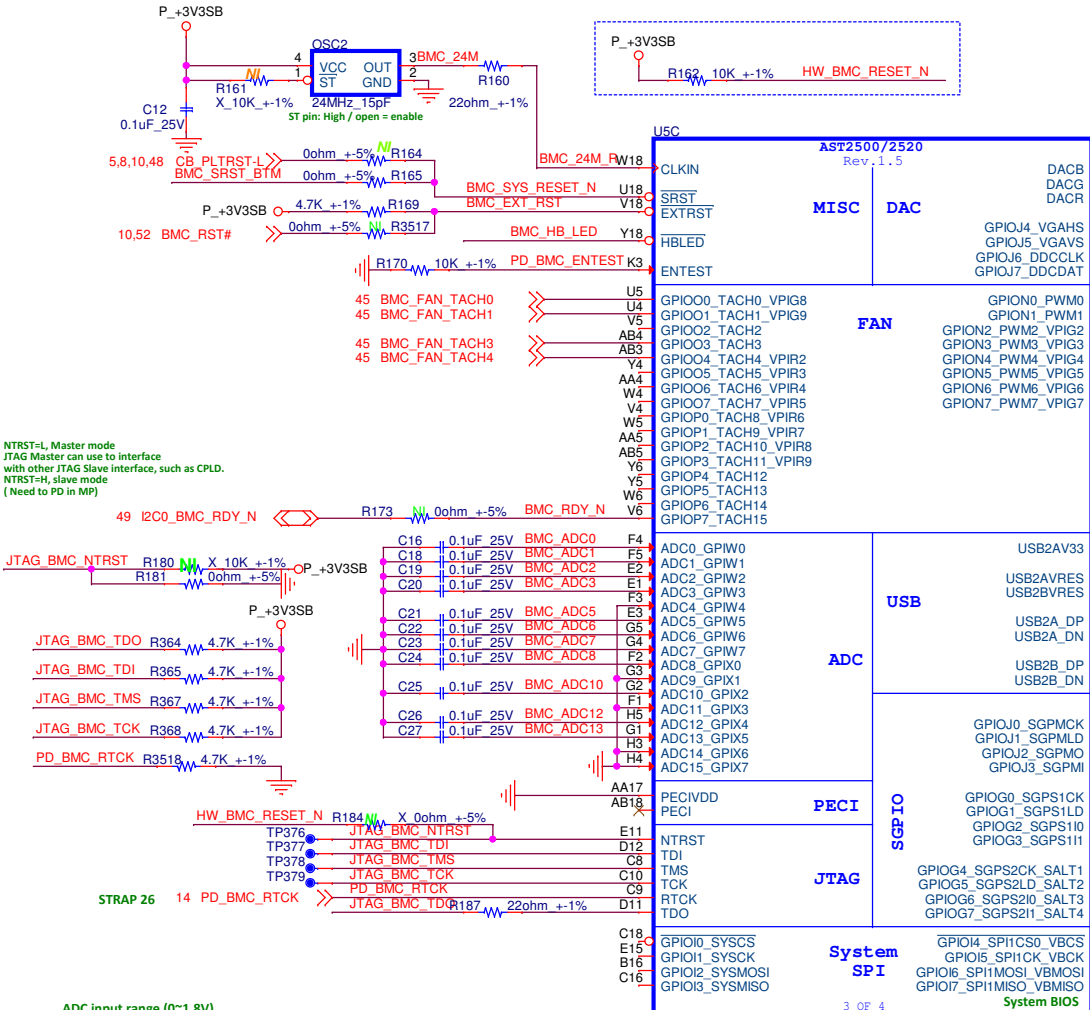 P_+3V3SB
OSC2
4 VCC OUT 3 BMC_24M
1 ST GND 2
NI
R161
X_10K_+-1%
24MHz_15pF
ST pin: High / open = enable
C12
0.1uF_25V
R160
22ohm_+-1%
P_+3V3SB
R162 10K_+-1% HW_BMC_RESET_N
U5C
AST2500/2520
Rev.1.5
5,8,10,48 CB_PLTRST-L 0ohm_+-5% NI R164
BMC_SRST_BTM 0ohm_+-5% R165
P_+3V3SB 4.7K_+-1% R169
10,52 BMC_RST# 0ohm_+-5% NI R3517
BMC_24M_R W18 CLKIN
BMC_SYS_RESET_N U18 SRST
BMC_EXT_RST V18 EXTRST
BMC_HB_LED Y18 HBLED
R170 10K_+-1% PD_BMC_ENTEST K3 ENTEST
MISC DAC
DACB
DACG
DACR
GPIOJ4_VGAHS
GPIOJ5_VGAVS
GPIOJ6_DDCCLK
GPIOJ7_DDCDAT
45 BMC_FAN_TACH0 U5 GPIOO0_TACH0_VPIG8
45 BMC_FAN_TACH1 U4 GPIOO1_TACH1_VPIG9
V5 GPIOO2_TACH2
45 BMC_FAN_TACH3 AB4 GPIOO3_TACH3
45 BMC_FAN_TACH4 AB3 GPIOO4_TACH4_VPIR2
Y4 GPIOO5_TACH5_VPIR3
AA4 GPIOO6_TACH6_VPIR4
W4 GPIOO7_TACH7_VPIR5
V4 GPIOP0_TACH8_VPIR6
W5 GPIOP1_TACH9_VPIR7
AA5 GPIOP2_TACH10_VPIR8
AB5 GPIOP3_TACH11_VPIR9
Y6 GPIOP4_TACH12
Y5 GPIOP5_TACH13
W6 GPIOP6_TACH14
V6 GPIOP7_TACH15
FAN
GPION0_PWM0
GPION1_PWM1
GPION2_PWM2_VPIG2
GPION3_PWM3_VPIG3
GPION4_PWM4_VPIG4
GPION5_PWM5_VPIG5
GPION6_PWM6_VPIG6
GPION7_PWM7_VPIG7
NTRST=L, Master mode
JTAG Master can use to interface
with other JTAG Slave interface, such as CPLD.
NTRST=H, slave mode
( Need to PD in MP)
49 I2C0_BMC_RDY_N R173 NI 0ohm_+-5% BMC_RDY_N
JTAG_BMC_NTRST R180 NI X_10K_+-1% P_+3V3SB
R181 0ohm_+-5%
P_+3V3SB
JTAG_BMC_TDO R364 4.7K_+-1%
JTAG_BMC_TDI R365 4.7K_+-1%
JTAG_BMC_TMS R367 4.7K_+-1%
JTAG_BMC_TCK R368 4.7K_+-1%
PD_BMC_RTCK R3518 4.7K_+-1%
C16 0.1uF_25V BMC_ADC0 F4 ADC0_GPIW0
C18 0.1uF_25V BMC_ADC1 F5 ADC1_GPIW1
C19 0.1uF_25V BMC_ADC2 E2 ADC2_GPIW2
C20 0.1uF_25V BMC_ADC3 E1 ADC3_GPIW3
F3 ADC4_GPIW4
C21 0.1uF_25V BMC_ADC5 E3 ADC5_GPIW5
C22 0.1uF_25V BMC_ADC6 G5 ADC6_GPIW6
C23 0.1uF_25V BMC_ADC7 G4 ADC7_GPIW7
C24 0.1uF_25V BMC_ADC8 F2 ADC8_GPIX0
G3 ADC9_GPIX1
C25 0.1uF_25V BMC_ADC10 G2 ADC10_GPIX2
F1 ADC11_GPIX3
C26 0.1uF_25V BMC_ADC12 H5 ADC12_GPIX4
C27 0.1uF_25V BMC_ADC13 G1 ADC13_GPIX5
H3 ADC14_GPIX6
H4 ADC15_GPIX7
ADC
USB
USB2AV33
USB2AVRES
USB2BVRES
USB2A_DP
USB2A_DN
USB2B_DP
USB2B_DN
AA17 PECIVDD
AB18 PECI
PECI
SGPIO
GPIOJ0_SGPMCK
GPIOJ1_SGPMLD
GPIOJ2_SGPMO
GPIOJ3_SGPMI
GPIOG0_SGPS1CK
GPIOG1_SGPS1LD
GPIOG2_SGPS1I0
GPIOG3_SGPS1I1
GPIOG4_SGPS2CK_SALT1
GPIOG5_SGPS2LD_SALT2
GPIOG6_SGPS2I0_SALT3
GPIOG7_SGPS2I1_SALT4
HW_BMC_RESET_N R184 NI X_0ohm_+-5%
TP376 JTAG_BMC_NTRST E11 NTRST
TP377 JTAG_BMC_TDI D12 TDI
TP378 JTAG_BMC_TMS C8 TMS
TP379 JTAG_BMC_TCK C10 TCK
STRAP 26 14 PD_BMC_RTCK PD_BMC_RTCK C9 RTCK
JTAG_BMC_TDO R187 22ohm_+-1% D11 TDO
JTAG
C18 GPIOI0_SYSCS
E15 GPIOI1_SYSCK
B16 GPIOI2_SYSMOSI
C16 GPIOI3_SYSMISO
System
SPI
GPIOI4_SPI1CS0_VBCS
GPIOI5_SPI1CK_VBCK
GPIOI6_SPI1MOSI_VBMOSI
GPIOI7_SPI1MISO_VBMISO
System BIOS
3 OF 4
ADC input range (0~1.8V)